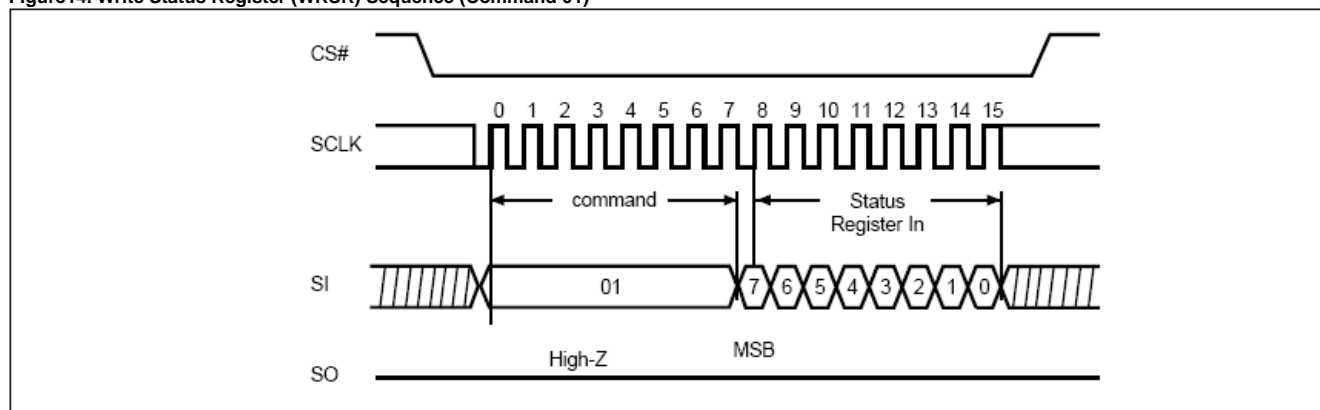 Figure14. Write Status Register (WRSR) Sequence (Command 01)
CS#
0 1 2 3 4 5 6 7 8 9 10 11 12 13 14 15
SCLK
command
Status
Register In
SI
01
7 6 5 4 3 2 1 0
High-Z
MSB
SO